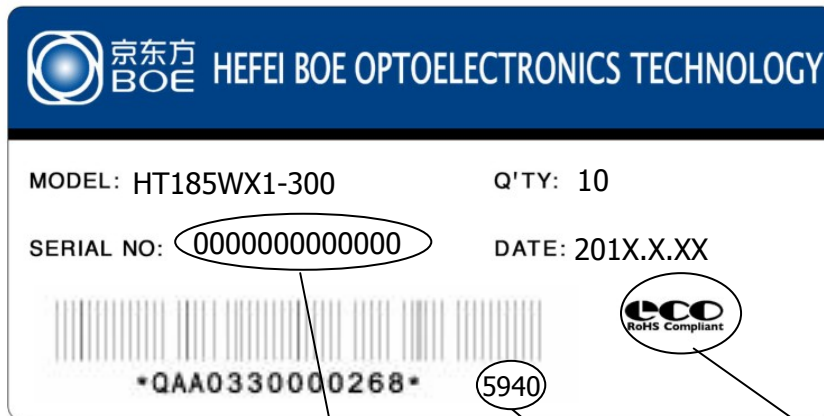 京东方
BOE HEFEI BOE OPTOELECTRONICS TECHNOLOGY
MODEL: HT185WX1-300 Q'TY: 10
SERIAL NO: 0000000000000 DATE: 201X.X.XX
eco
RoHS Compliant
*QAA0330000268* 5940